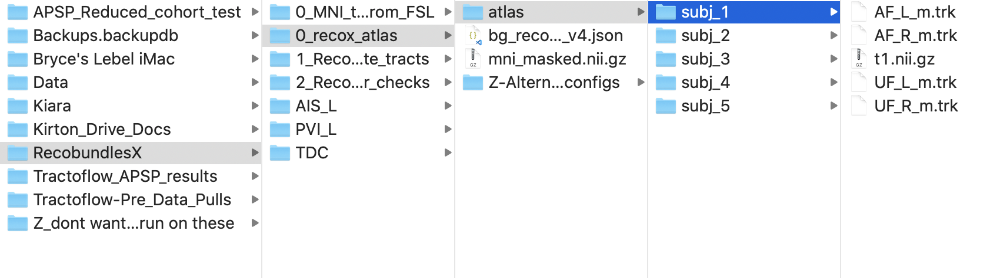 APSP_Reduced_cohort_test
Backups.backupdb
Bryce's Lebel iMac
Data
Kiara
Kirton_Drive_Docs
RecobundlesX
Tractoflow_APSP_results
Tractoflow-Pre_Data_Pulls
Z_dont want...run on these
0_MNI_t...rom_FSL
0_recox_atlas
1_Reco...te_tracts
2_Reco...r_checks
AIS_L
PVI_L
TDC
atlas
bg_reco..._v4.json
GZ
mni_masked.nii.gz
Z-Altern...configs
subj_1
subj_2
subj_3
subj_4
subj_5
AF_L_m.trk
AF_R_m.trk
GZ
t1.nii.gz
UF_L_m.trk
UF_R_m.trk